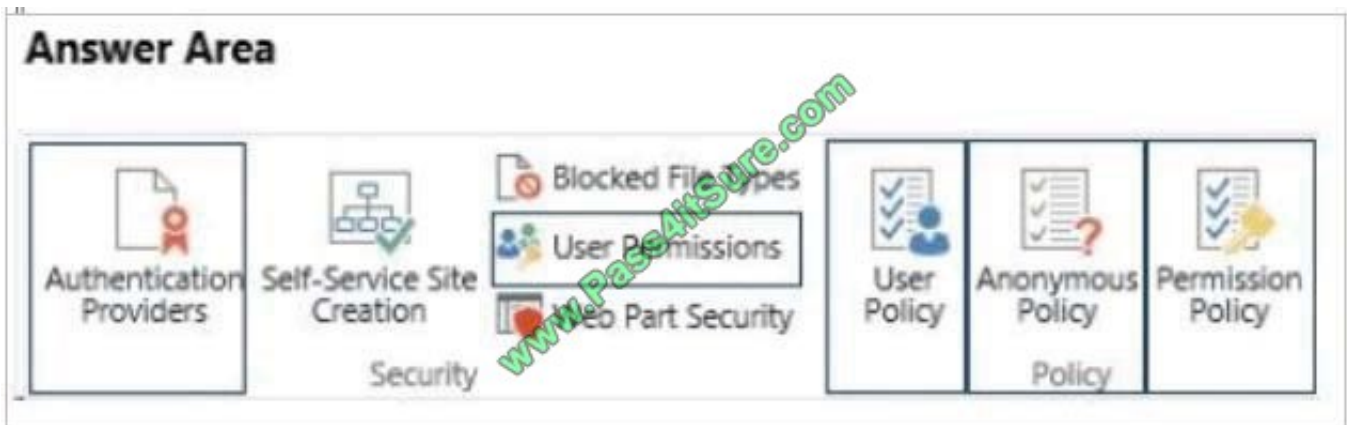 Answer Area
Authentication
Providers
Self-Service Site
Creation
Blocked File Types
User Permissions
Web Part Security
Security
User
Policy
Anonymous
Policy
Permission
Policy
Policy
www.Pass4itSure.com